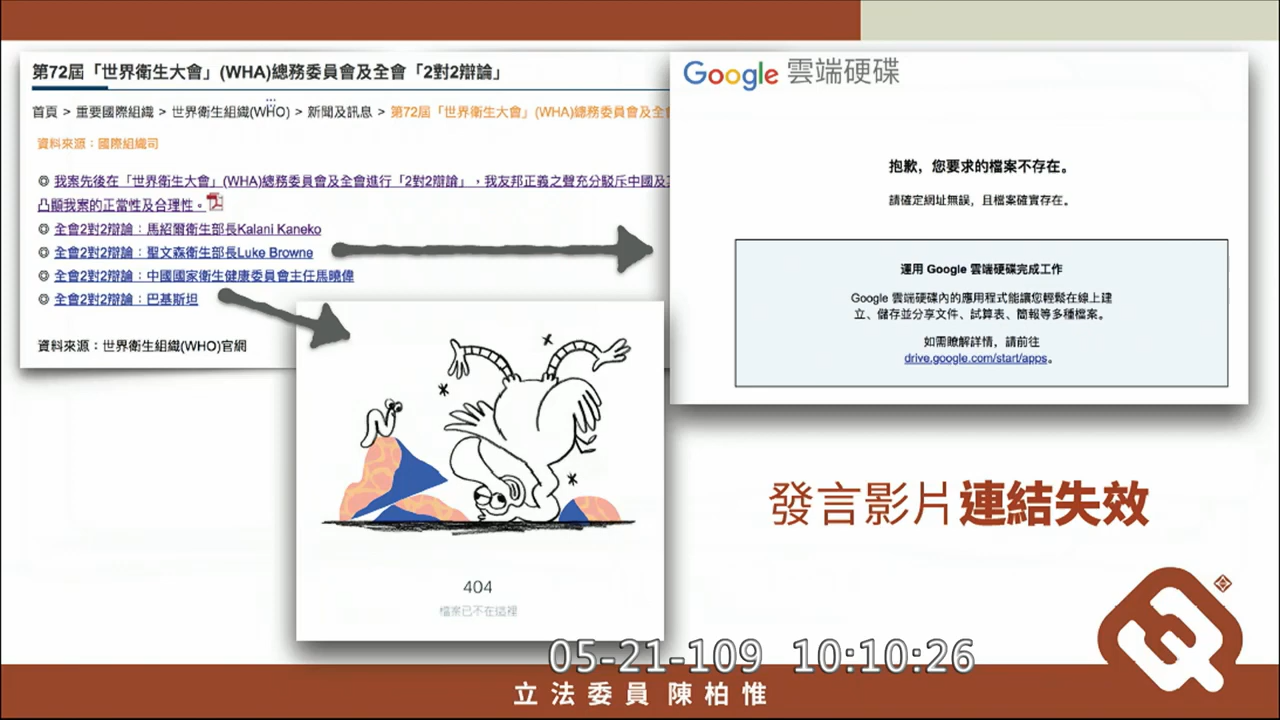 第72屆「世界衛生大會」(WHA)總務委員會及全會「2對2辯論」
首頁 > 重要國際組織 > 世界衛生組織(WHO) > 新聞及訊息 > 第72屆「世界衛生大會」(WHA)總務委員會及全會
資料來源：國際組織司
◎ 我案先後在「世界衛生大會」(WHA)總務委員會及全會進行「2對2辯論」，我友邦正義之聲充分駁斥中國及
凸顯我案的正當性及合理性。
◎ 全會2對2辯論：馬紹爾衛生部長Kalani Kaneko
◎ 全會2對2辯論：聖文森衛生部長Luke Browne
◎ 全會2對2辯論：中國國家衛生健康委員會主任馬曉偉
◎ 全會2對2辯論：巴基斯坦
資料來源：世界衛生組織(WHO)官網
Google 雲端硬碟
抱歉，您要求的檔案不存在。
請確定網址無誤，且檔案確實存在。
運用 Google 雲端硬碟完成工作
Google 雲端硬碟內的應用程式能讓您輕鬆在線上建
立、儲存並分享文件、試算表、簡報等多種檔案。
如需瞭解詳情，請前往
drive.google.com/start/apps。
404
檔案已不在這裡
發言影片連結失效
05-21-109 10:10:26
立法委員 陳柏惟